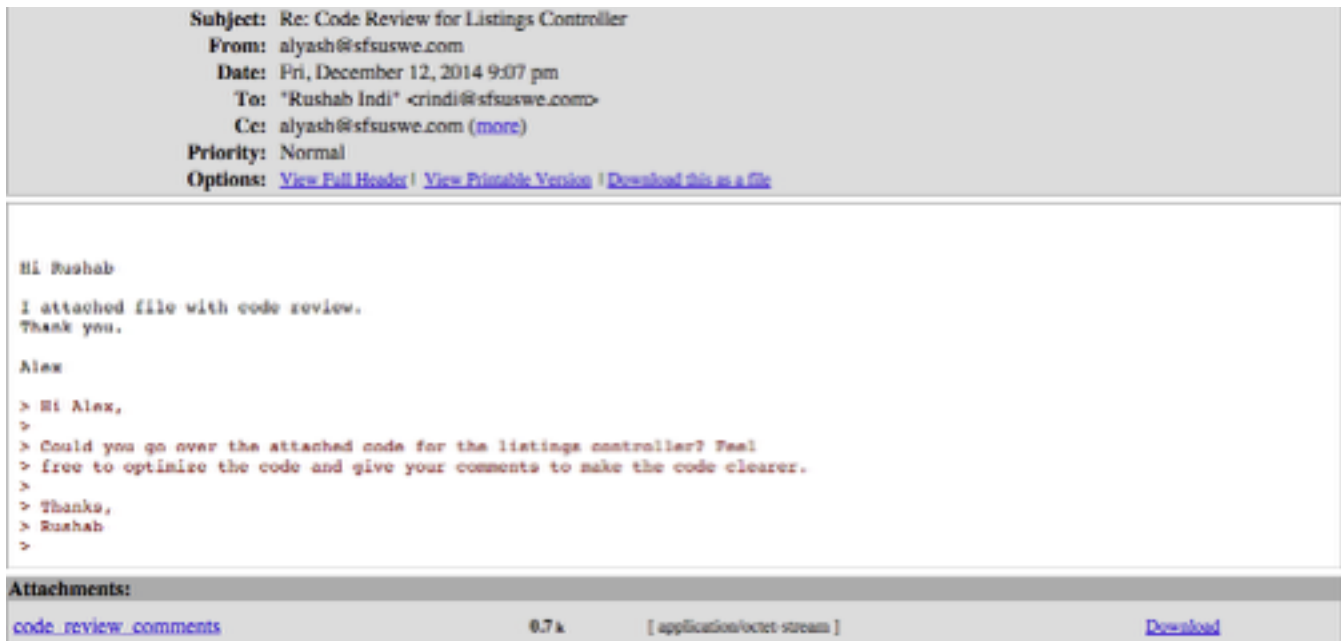 Subject: Re: Code Review for Listings Controller
From: alyash@sfsuswe.com
Date: Fri, December 12, 2014 9:07 pm
To: "Rushab Indi" <rindi@sfsuswe.com>
Cc: alyash@sfsuswe.com (more)
Priority: Normal
Options: View Full Header | View Printable Version | Download this as a file
Hi Rushab
I attached file with code review.
Thank you.
Alex
> Hi Alex,
>
> Could you go over the attached code for the listings controller? Feel
> free to optimize the code and give your comments to make the code clearer.
>
> Thanks,
> Rushab
>
Attachments:
code_review_comments 0.7 k [ application/octet-stream ] Download